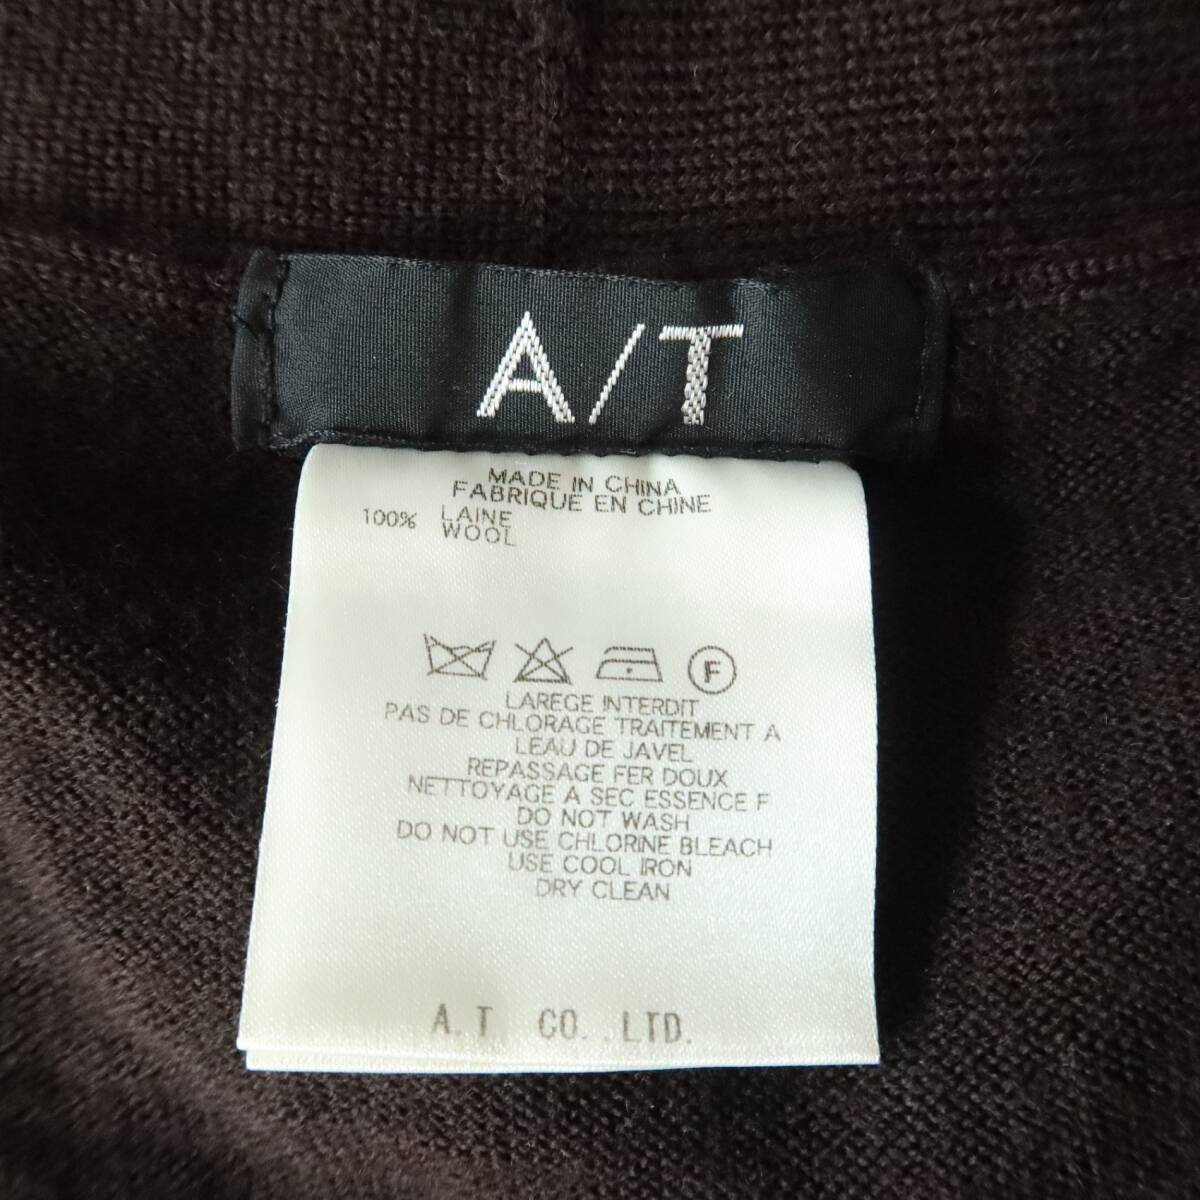 A/T
MADE IN CHINA
FABRIQUE EN CHINE
100% LAINE
WOOL
F
LAREGE INTERDIT
PAS DE CHLORAGE TRAITEMENT A
LEAU DE JAVEL
REPASSAGE FER DOUX
NETTOYAGE A SEC ESSENCE F
DO NOT WASH
DO NOT USE CHLORINE BLEACH
USE COOL IRON
DRY CLEAN
A.T. CO.,LTD.